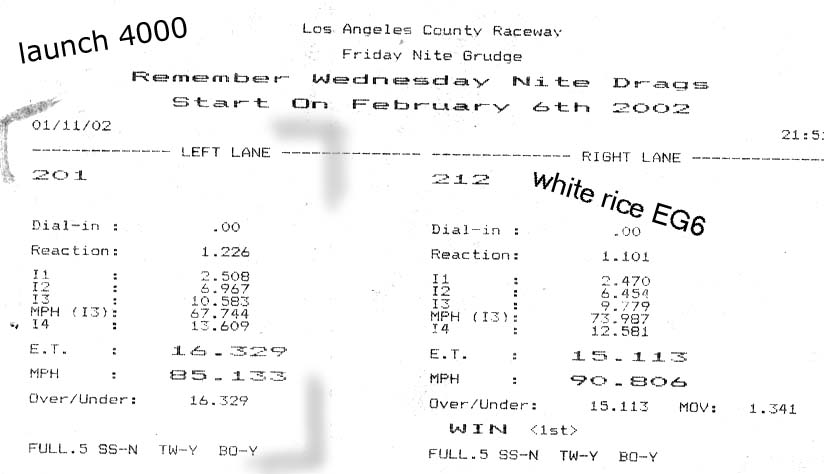 launch 4000
Los Angeles County Raceway
Friday Nite Grudge
Remember Wednesday Nite Drags
Start On February 6th 2002
01/11/02 21:51
--------------- LEFT LANE --------------- --------------- RIGHT LANE ---------------
201 212 white rice EG6
Dial-in : .00 Dial-in : .00
Reaction: 1.226 Reaction: 1.101
I1 : 2.508 I1 : 2.470
I2 : 6.967 I2 : 6.454
I3 : 10.583 I3 : 9.779
MPH (I3): 67.744 MPH (I3): 73.987
I4 : 13.609 I4 : 12.581
E.T. : 16.329 E.T. : 15.113
MPH : 85.133 MPH : 90.806
Over/Under: 16.329 Over/Under: 15.113 MOV: 1.341
WIN <1st>
FULL.5 SS-N TW-Y BO-Y FULL.5 SS-N TW-Y BO-Y